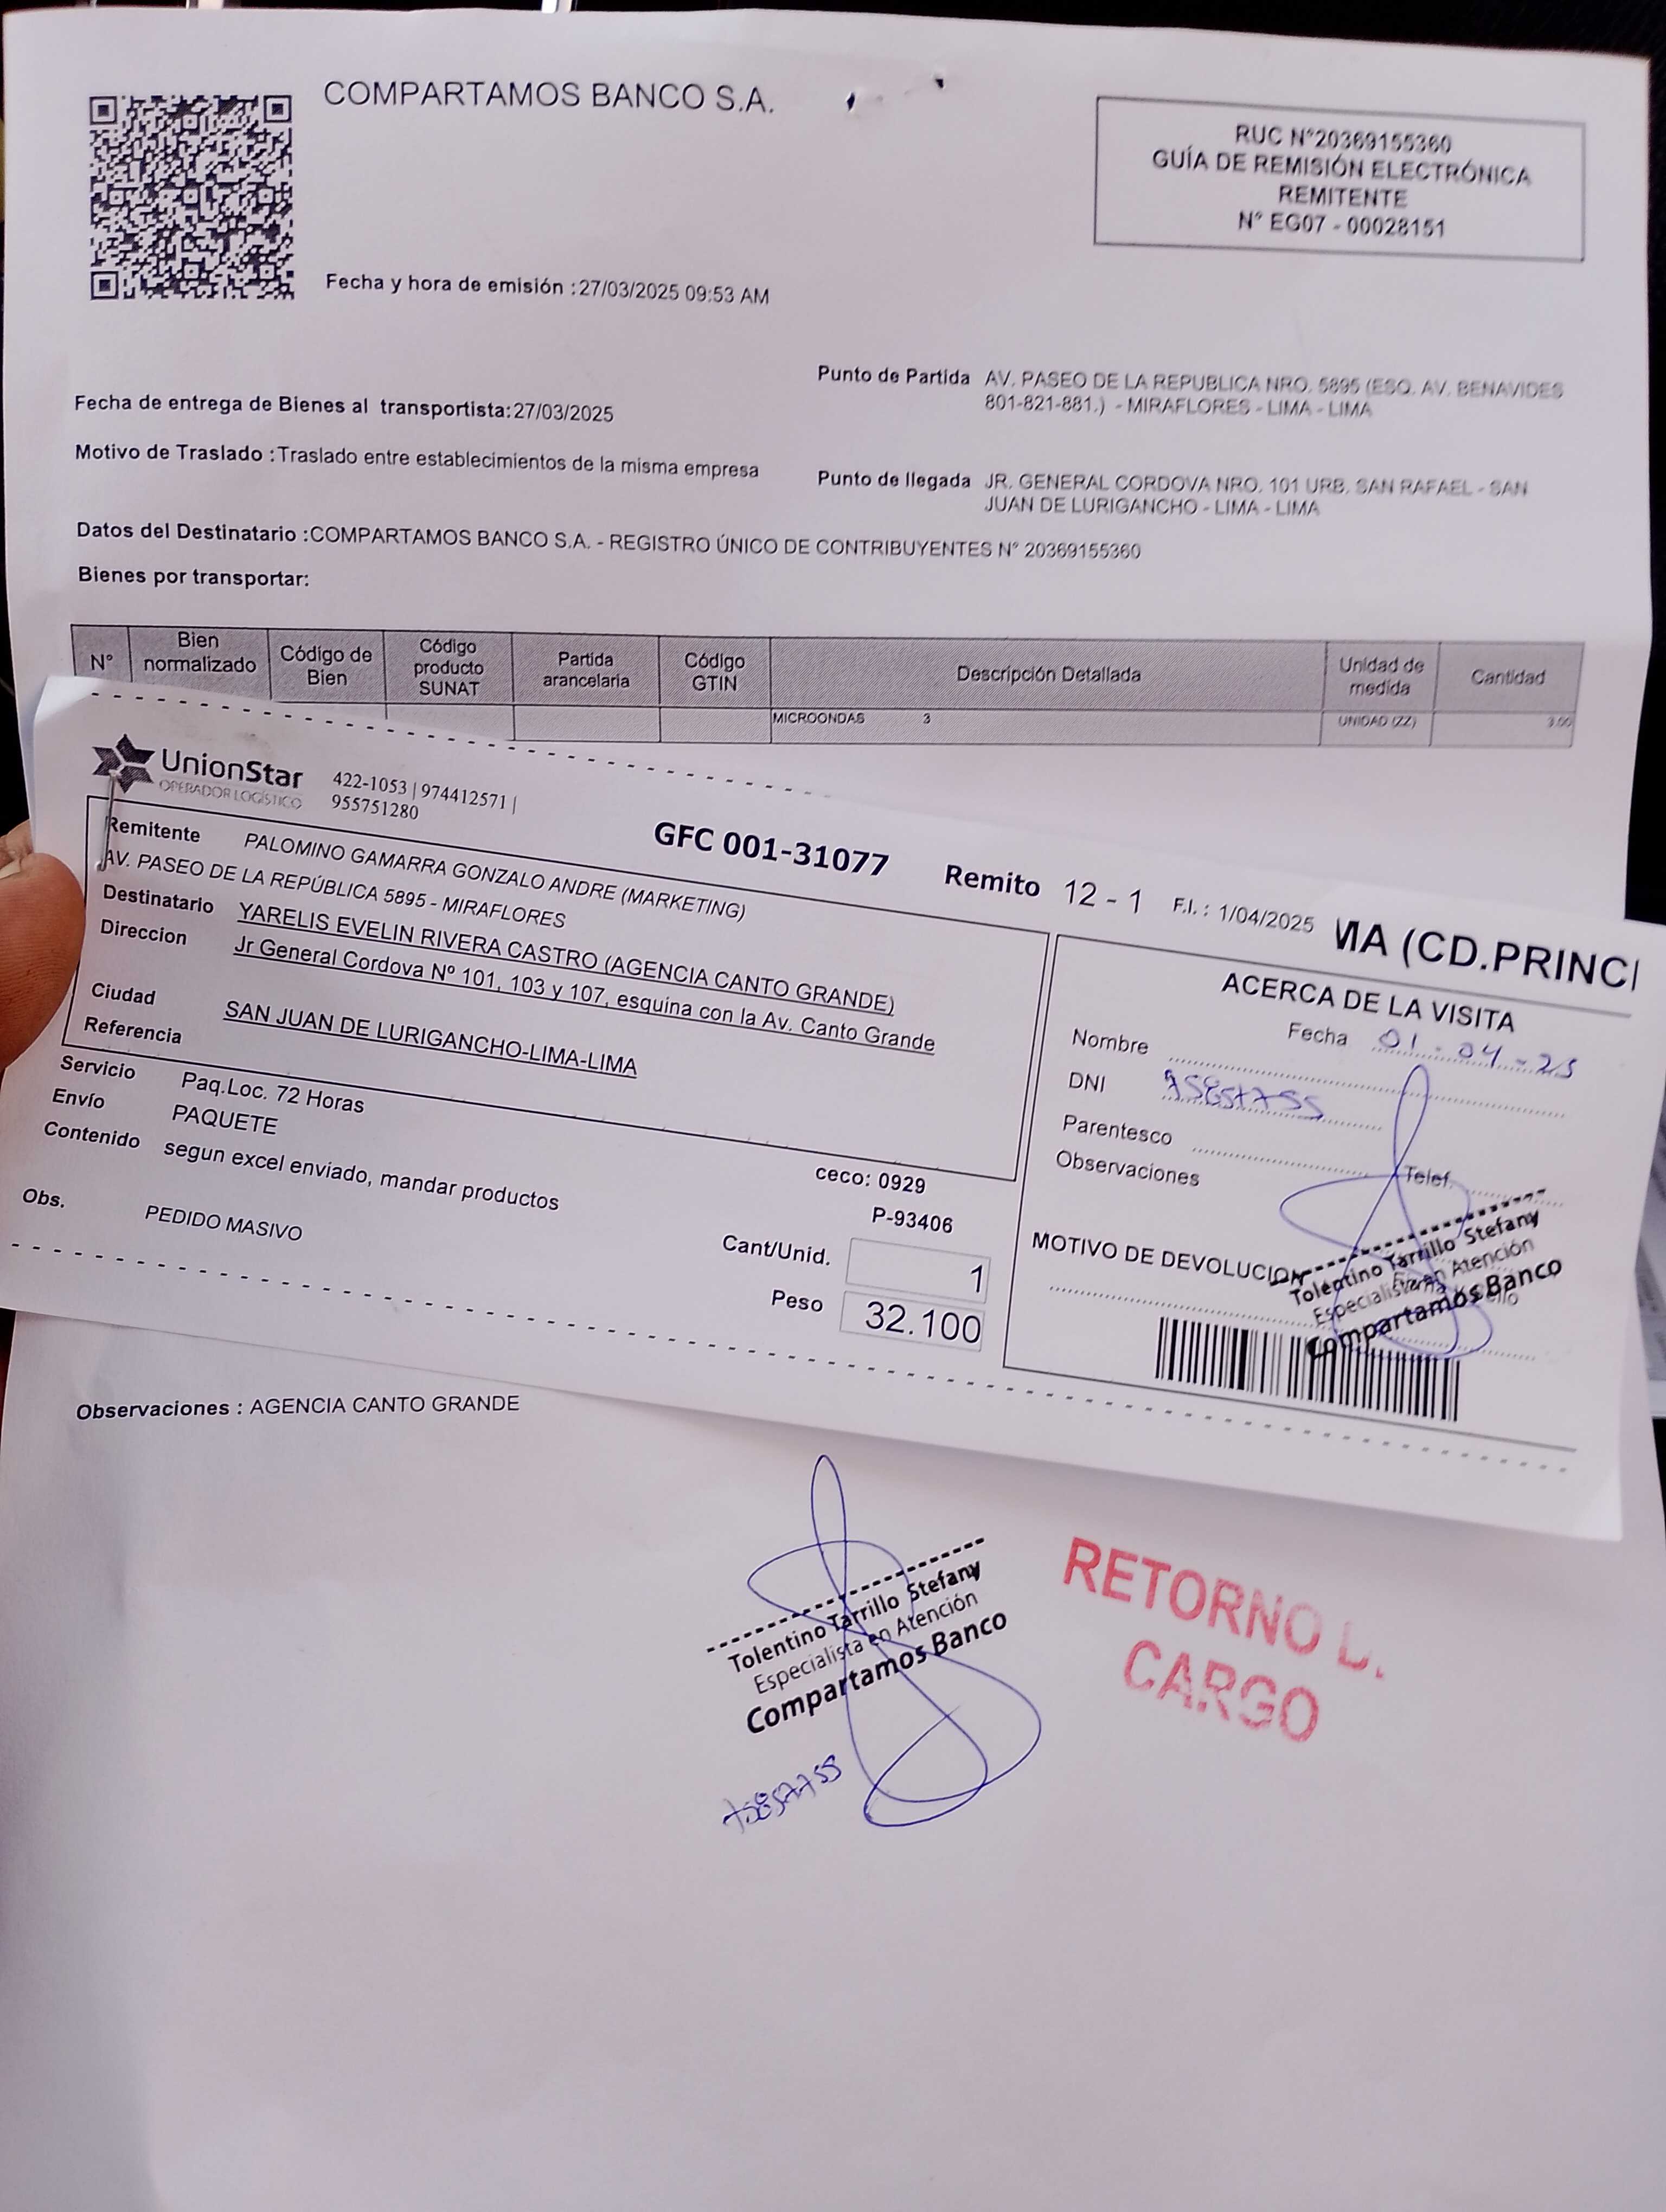 COMPARTAMOS BANCO S.A.
RUC N°20369155360
GUÍA DE REMISIÓN ELECTRÓNICA
REMITENTE
N° EG07 - 00028151
Fecha y hora de emisión :27/03/2025 09:53 AM
Fecha de entrega de Bienes al transportista:27/03/2025
Punto de Partida AV. PASEO DE LA REPUBLICA NRO. 5895 (ESQ. AV. BENAVIDES
801-821-881.) - MIRAFLORES - LIMA - LIMA
Motivo de Traslado :Traslado entre establecimientos de la misma empresa
Punto de llegada JR. GENERAL CORDOVA NRO. 101 URB. SAN RAFAEL - SAN
JUAN DE LURIGANCHO - LIMA - LIMA
Datos del Destinatario :COMPARTAMOS BANCO S.A. - REGISTRO ÚNICO DE CONTRIBUYENTES N° 20369155360
Bienes por transportar:
N° Bien normalizado Código de Bien Código producto SUNAT Partida arancelaria Código GTIN Descripción Detallada Unidad de medida Cantidad
MICROONDAS 3 UNIDAD (ZZ) 3.00
UnionStar
OPERADOR LOGÍSTICO
422-1053 | 974412571 |
955751280
GFC 001-31077 Remito 12 - 1 F.I. : 1/04/2025 MA (CD.PRINCI
Remitente PALOMINO GAMARRA GONZALO ANDRE (MARKETING)
AV. PASEO DE LA REPÚBLICA 5895 - MIRAFLORES
Destinatario YARELIS EVELIN RIVERA CASTRO (AGENCIA CANTO GRANDE)
Direccion Jr General Cordova Nº 101, 103 y 107, esquina con la Av. Canto Grande
Ciudad SAN JUAN DE LURIGANCHO-LIMA-LIMA
Referencia
Servicio Paq.Loc. 72 Horas
Envío PAQUETE
Contenido segun excel enviado, mandar productos
Obs. PEDIDO MASIVO
ceco: 0929
P-93406
Cant/Unid. 1
Peso 32.100
ACERCA DE LA VISITA
Fecha 01-04-25
Nombre
DNI
Parentesco
Telef.
Observaciones
MOTIVO DE DEVOLUCION
Tolentino Tarrillo Stefany
Especialista en Atención
Compartamos Banco
Observaciones : AGENCIA CANTO GRANDE
Tolentino Tarrillo Stefany
Especialista en Atención
Compartamos Banco
RETORNO L.
CARGO